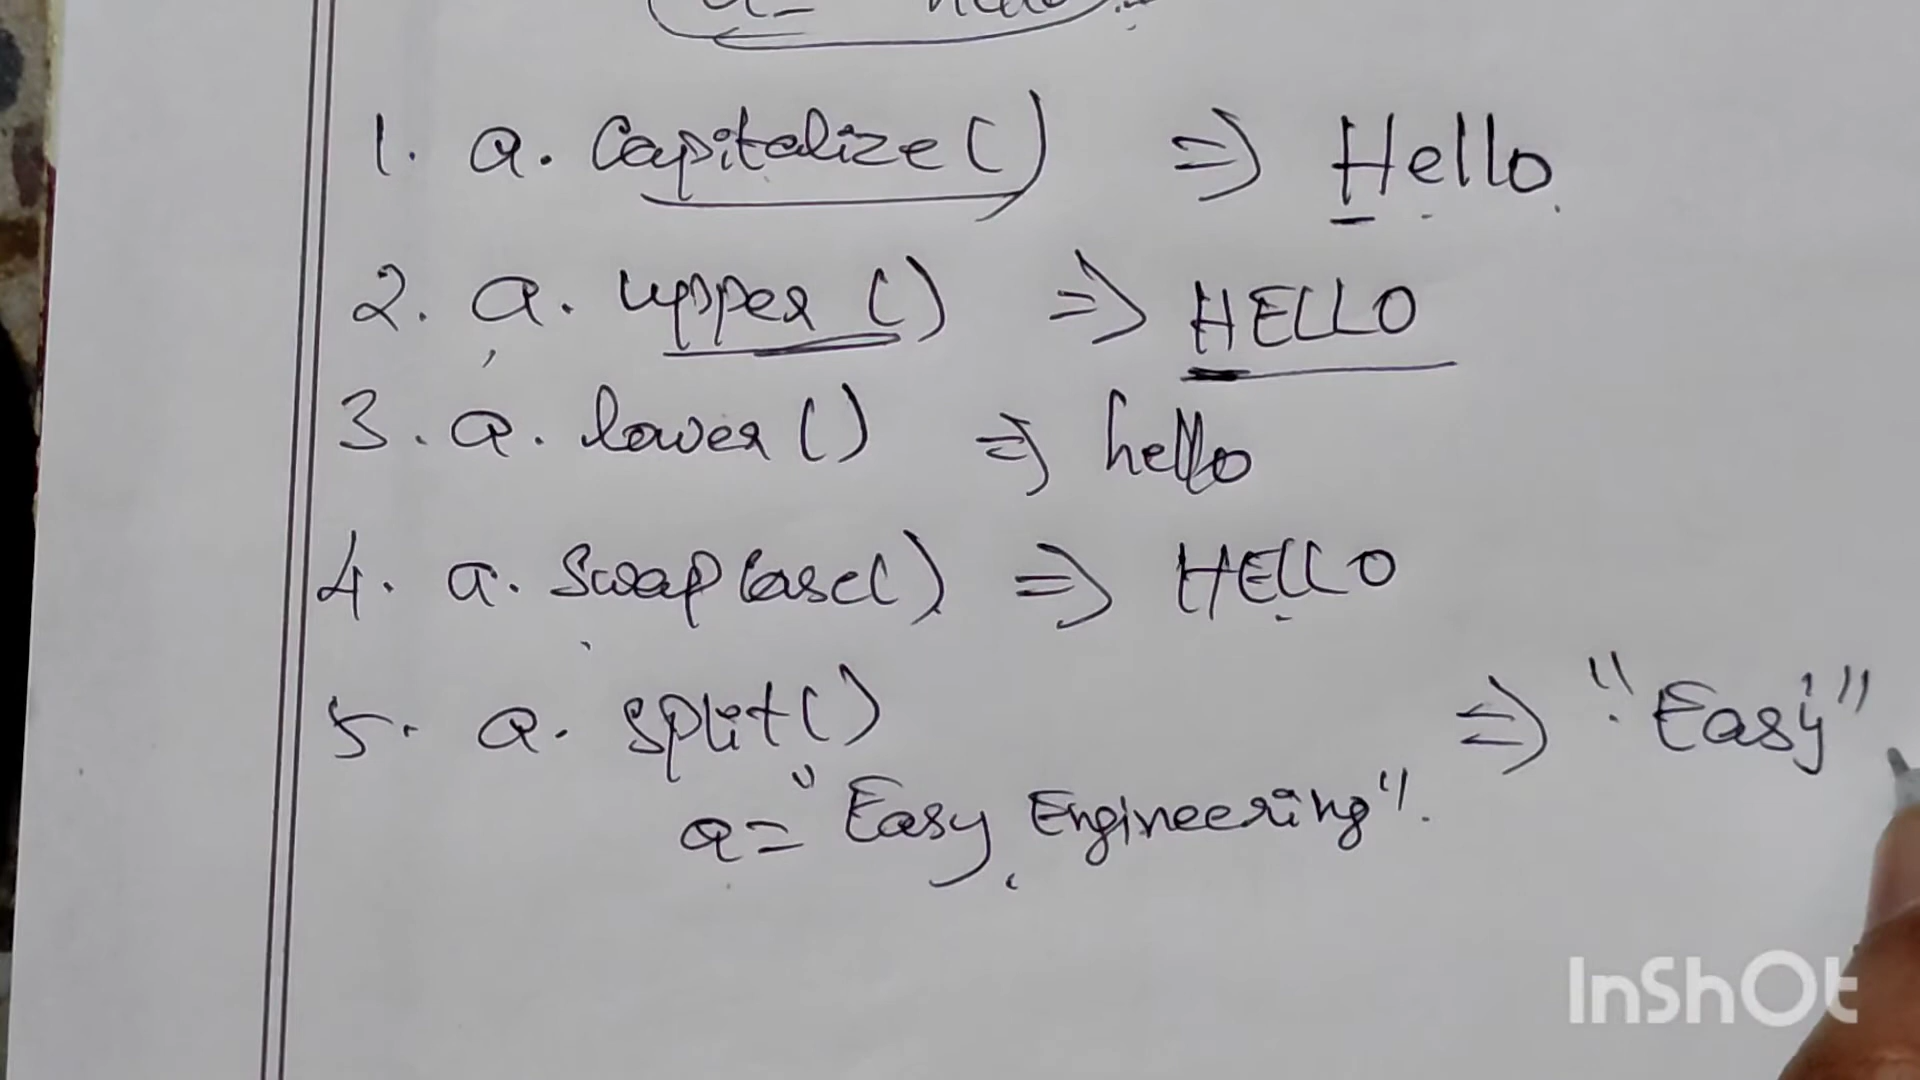 1. a. Capitalize() => Hello.
2. a. upper() => HELLO
3. a. lower() => hello
4. a. SwapCase() => HELLO
5. a. split() => "Easy"
a = "Easy Engineering".
InShOt